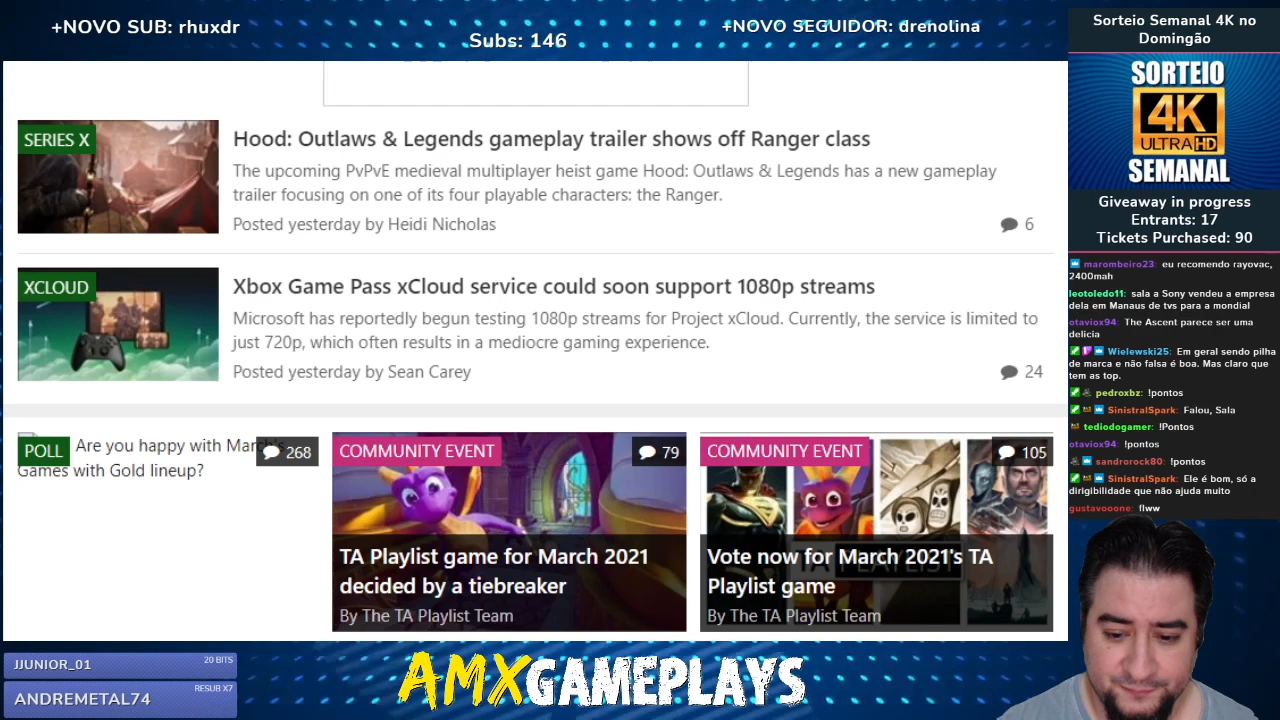 +NOVO SUB: rhuxdr
Subs: 146
+NOVO SEGUIDOR: drenolina
SERIES X
Hood: Outlaws & Legends gameplay trailer shows off Ranger class
The upcoming PvPvE medieval multiplayer heist game Hood: Outlaws & Legends has a new gameplay
trailer focusing on one of its four playable characters: the Ranger.
Posted yesterday by Heidi Nicholas
6
XCLOUD
Xbox Game Pass xCloud service could soon support 1080p streams
Microsoft has reportedly begun testing 1080p streams for Project xCloud. Currently, the service is limited to
just 720p, which often results in a mediocre gaming experience.
Posted yesterday by Sean Carey
24
POLL
Are you happy with March's
Games with Gold lineup?
268
COMMUNITY EVENT
79
TA Playlist game for March 2021
decided by a tiebreaker
By The TA Playlist Team
COMMUNITY EVENT
105
Vote now for March 2021's TA
Playlist game
By The TA Playlist Team
Sorteio Semanal 4K no
Domingão
SORTEIO
4K
ULTRA HD
SEMANAL
Giveaway in progress
Entrants: 17
Tickets Purchased: 90
marombeiro23: eu recomendo rayovac,
2400mah
leotoledo11: sala a Sony vendeu a empresa
dela em Manaus de tvs para a mondial
otaviox94: The Ascent parece ser uma
delicia
Wielewski25: Em geral sendo pilha
de marca e não falsa é boa. Mas claro que
tem as top.
pedroxbz: !pontos
SinistralSpark: Falou, Sala
tediodogamer: !Pontos
otaviox94: !pontos
sandrorock80: !pontos
SinistralSpark: Ele é bom, só a
dirigibilidade que não ajuda muito
gustavooone: flww
JJUNIOR_01
20 BITS
ANDREMETAL74
RESUB X7
AMXGAMEPLAYS